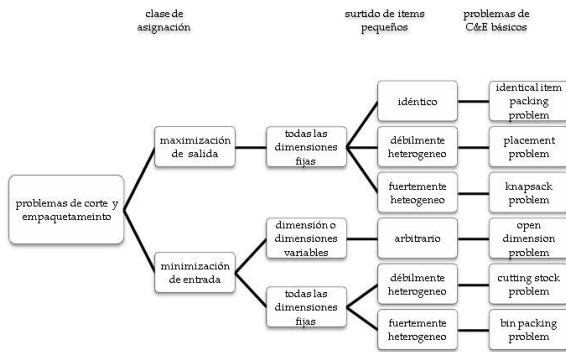 clase de
asignación
surtido de items
pequeños
problemas de
C&E básicos
problemas de corte y
empaquetameinto
maximización
de salida
todas las
dimensiones
fijas
idéntico
identical item
packing
problem
débilmente
heterogeneo
placement
problem
fuertemente
heteogeneo
knapsack
problem
minimización
de entrada
dimensión o
dimensiones
variables
arbitrario
open
dimension
problem
todas las
dimensiones
fijas
débilmente
heterogeneo
cutting stock
problem
fuertemente
heterogeneo
bin packing
problem